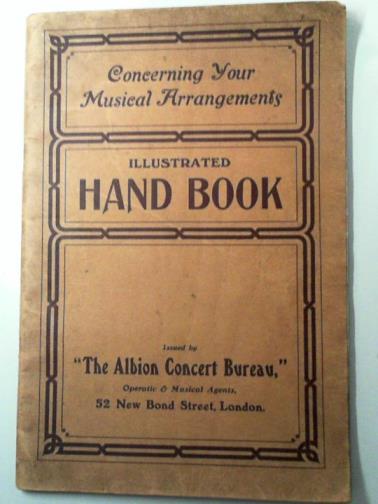 Concerning Your
Musical Arrangements
ILLUSTRATED
HAND BOOK
Issued by
"The Albion Concert Bureau,"
Operatic & Musical Agents,
52 New Bond Street, London.